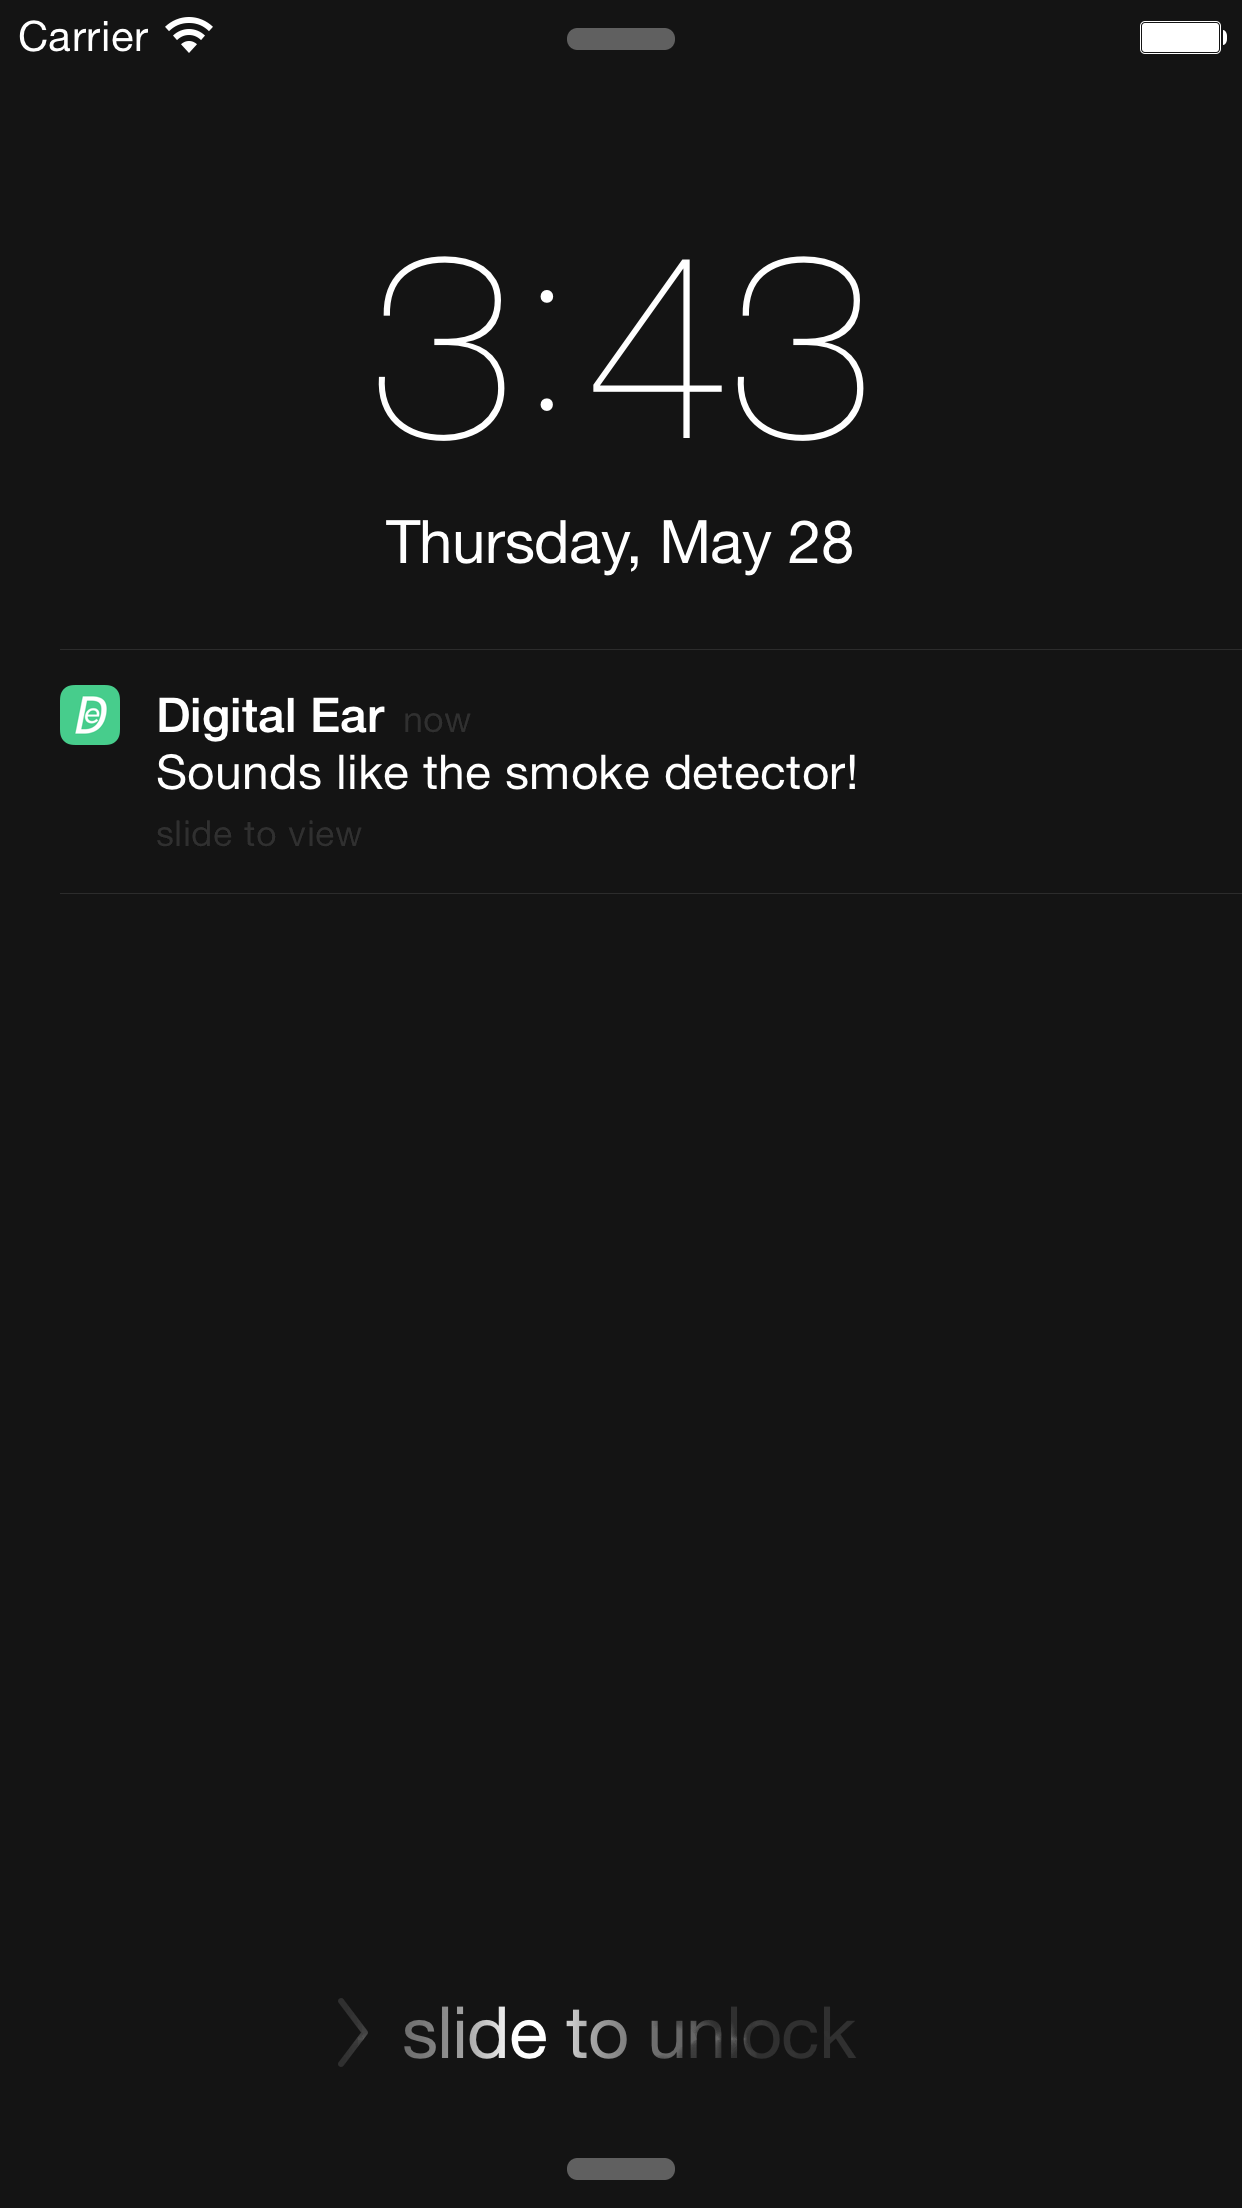 Carrier
3:43
Thursday, May 28
De
Digital Ear now
Sounds like the smoke detector!
slide to view
slide to unlock